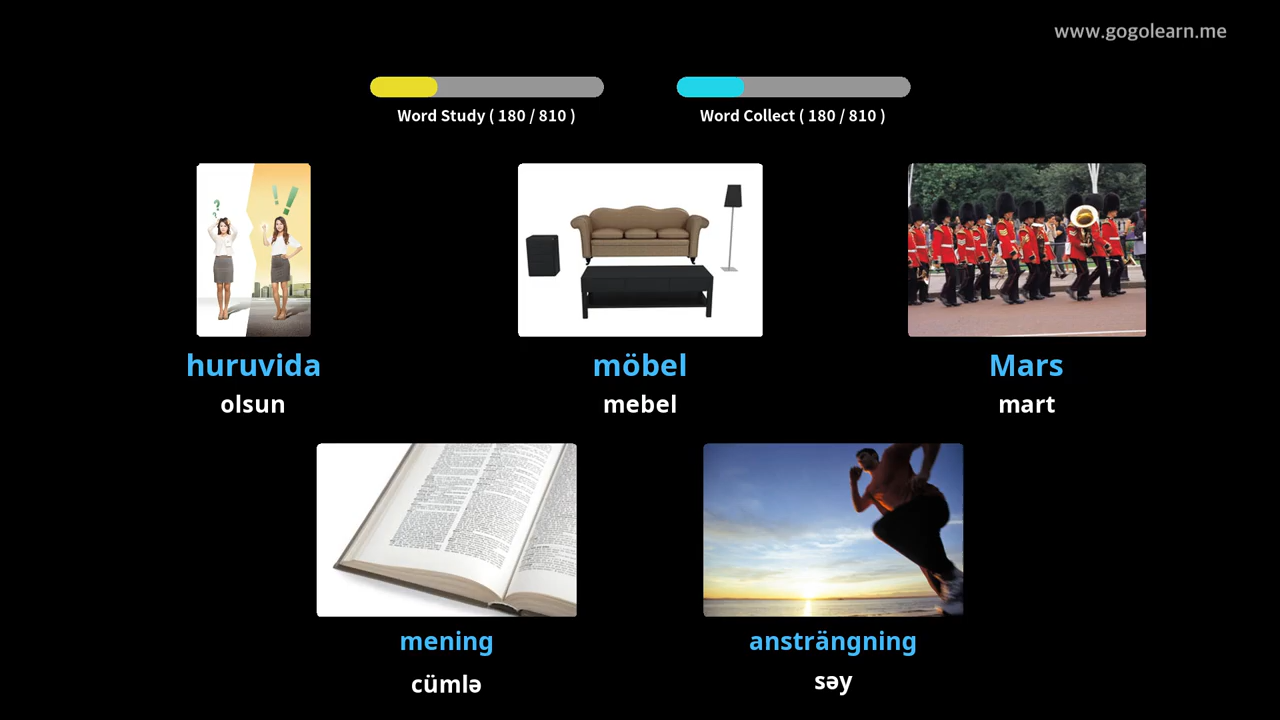 www.gogolearn.me
Word Study ( 180 / 810 )
Word Collect ( 180 / 810 )
huruvida
olsun
möbel
mebel
Mars
mart
mening
cümlə
ansträngning
səy